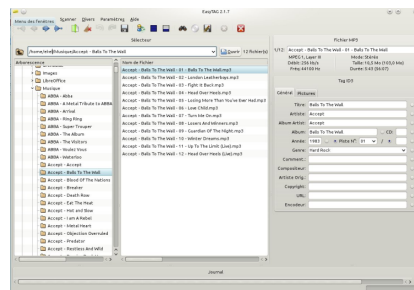 EasyTAG 2.1.7
Menu des fenêtres Scanner Divers Paramètres Aide
Sélecteur
Fichier MP3
/Musique/Accept - Balls To The Wall
Ouvrir 12 fichier(s)
1/12: Accept - Balls To The Wall - 01 - Balls To The Wall.mp3
Arborescence
Nom de Fichier
MPEG 1, Layer III Mode: Stéréo
Débit: 256 kb/s
Freq: 44100 Hz Durée: 5:45
Images
LibreOffice
Musique
ABBA - Abba
ABBA - A Metal Tribute to ABBA
ABBA - Arrival
ABBA - Ring Ring
ABBA - Super Trouper
ABBA - The Album
ABBA - The Visitors
ABBA - Voulez Vous
ABBA - Waterloo
Accept - Accept
Accept - Balls To The Wall
Accept - Blood Of The Nations
Accept - Breaker
Accept - Death Row
Accept - Eat The Heat
Accept - Hot and Slow
Accept - I am A Rebel
Accept - Metal Heart
Accept - Objection Overruled
Accept - Predator
Accept - Restless And Wild
Accept - Balls To The Wall - 01 - Balls To The Wall.mp3
Accept - Balls To The Wall - 02 - London Leatherboys.mp3
Accept - Balls To The Wall - 03 - Fight It Back.mp3
Accept - Balls To The Wall - 04 - Head Over Heels.mp3
Accept - Balls To The Wall - 05 - Losing More Than You've Ever Had.mp3
Accept - Balls To The Wall - 06 - Love Child.mp3
Accept - Balls To The Wall - 07 - Turn Me On.mp3
Accept - Balls To The Wall - 08 - Losers And Winners.mp3
Accept - Balls To The Wall - 09 - Guardian Of The Night.mp3
Accept - Balls To The Wall - 10 - Winter Dreams.mp3
Accept - Balls To The Wall - 11 - Up To The Limit (Live).mp3
Accept - Balls To The Wall - 12 - Head Over Heels (Live).mp3
Tag ID3
Général Pictures
Titre: Balls To The Wall
Artiste: Accept
Album Artist: Accept
Album: Balls To The Wall CD:
Année: 1983 Piste N°: 01 /
Genre: Hard Rock
Comment.:
Compositeur:
Artiste Orig.:
Copyright:
URL:
Encodeur:
Journal